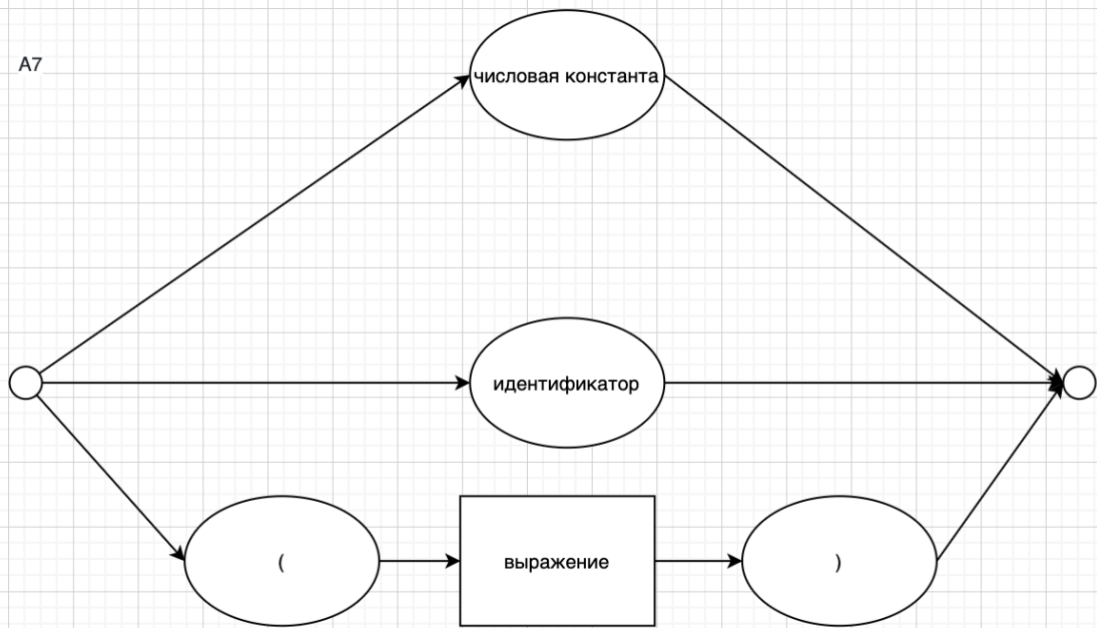 A7
числовая константа
идентификатор
(
выражение
)